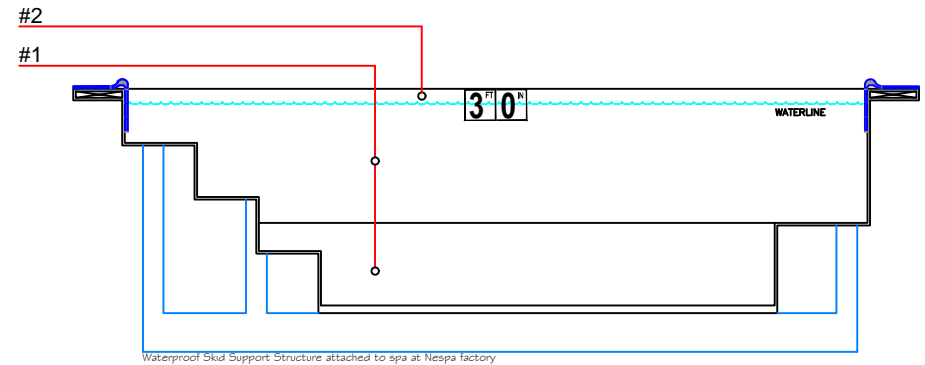 #2
#1
3 FT 0 IN
WATERLINE
Waterproof Skid Support Structure attached to spa at Nespa factory